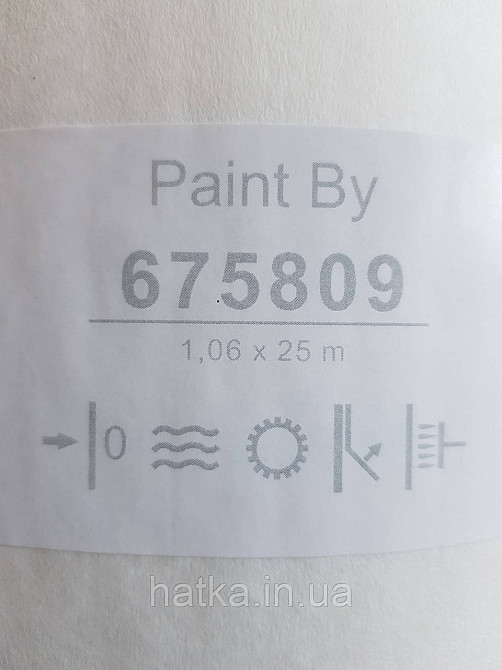 Paint By
675809
1,06 x 25 m
0
hatka.in.ua